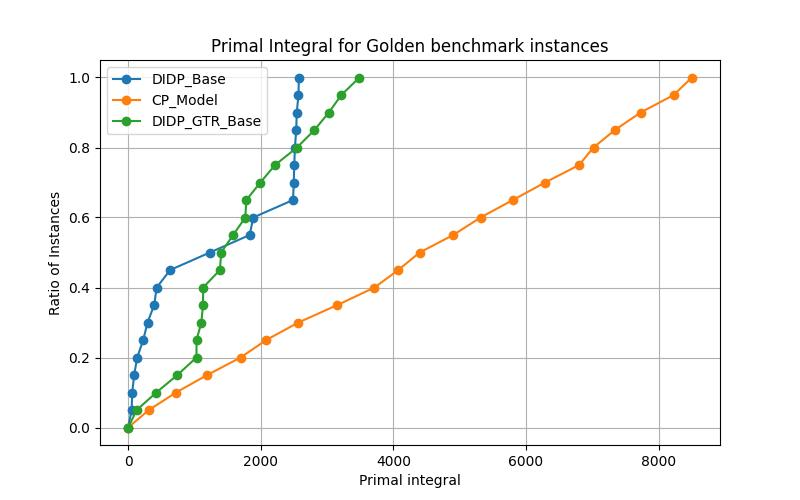 Primal Integral for Golden benchmark instances
DIDP_Base
CP_Model
DIDP_GTR_Base
Ratio of Instances
1.0
0.8
0.6
0.4
0.2
0.0
0 2000 4000 6000 8000
Primal integral